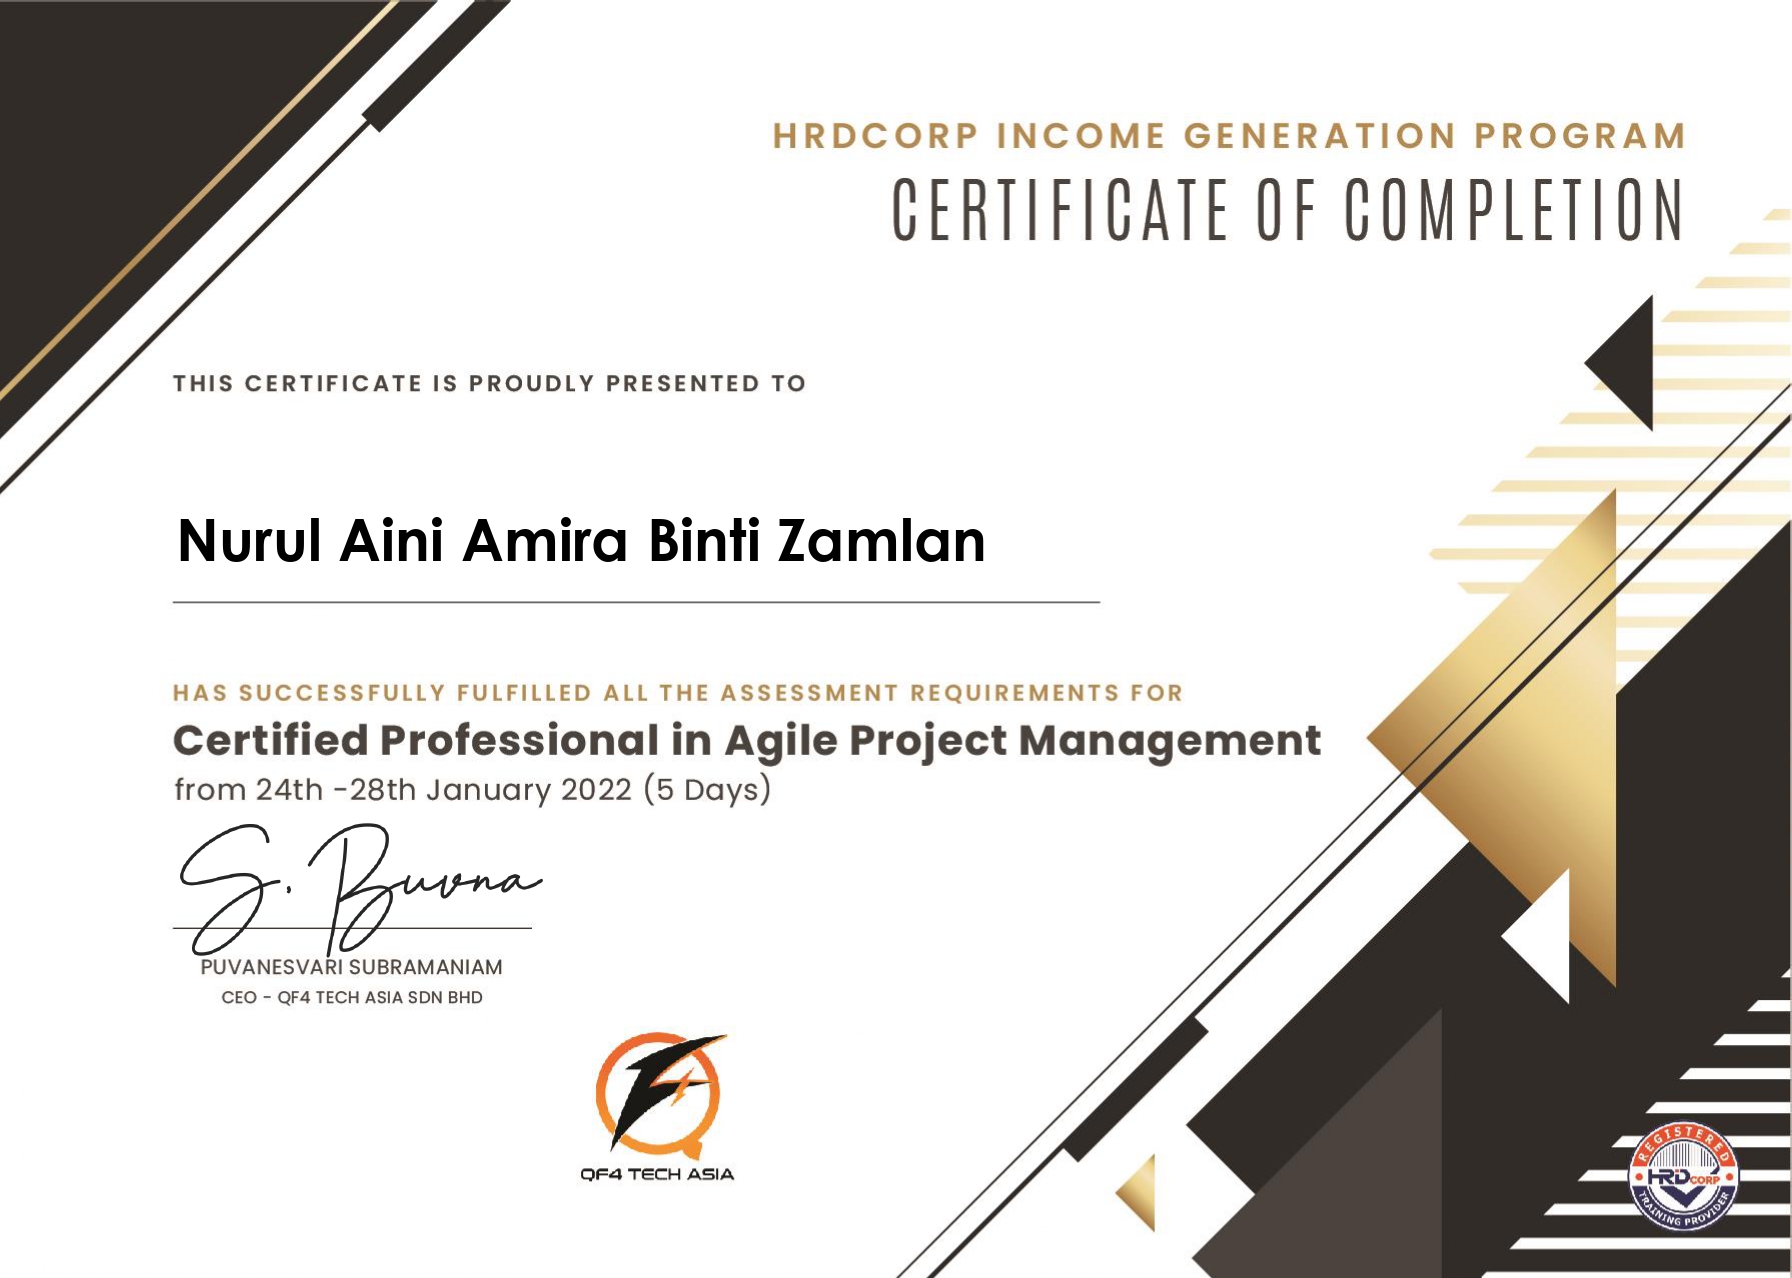 HRDCORP INCOME GENERATION PROGRAM
CERTIFICATE OF COMPLETION
THIS CERTIFICATE IS PROUDLY PRESENTED TO
Nurul Aini Amira Binti Zamlan
HAS SUCCESSFULLY FULFILLED ALL THE ASSESSMENT REQUIREMENTS FOR
Certified Professional in Agile Project Management
from 24th -28th January 2022 (5 Days)
S. Buvna
PUVANESVARI SUBRAMANIAM
CEO - QF4 TECH ASIA SDN BHD
QF4 TECH ASIA
REGISTERED
HRD CORP
TRAINING PROVIDER